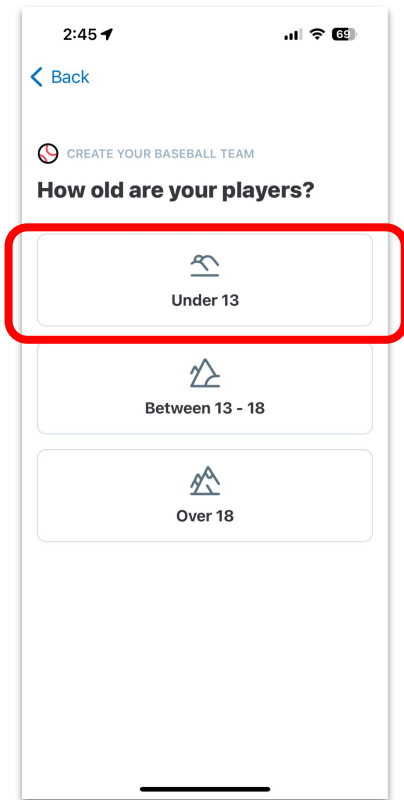 2:45
69
Back
CREATE YOUR BASEBALL TEAM
How old are your players?
Under 13
Between 13 - 18
Over 18